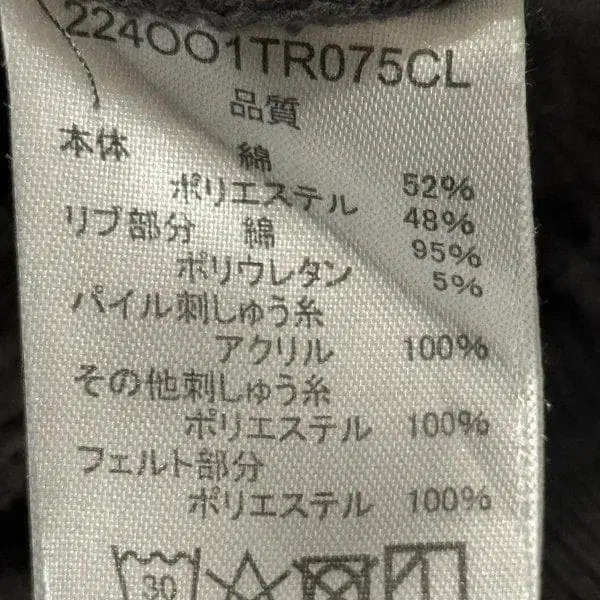 224OO1TR075CL
品質
本体 綿 52%
ポリエステル 48%
リブ部分 綿 95%
ポリウレタン 5%
パイル刺しゅう糸
アクリル 100%
その他刺しゅう糸
ポリエステル 100%
フェルト部分
ポリエステル 100%
30